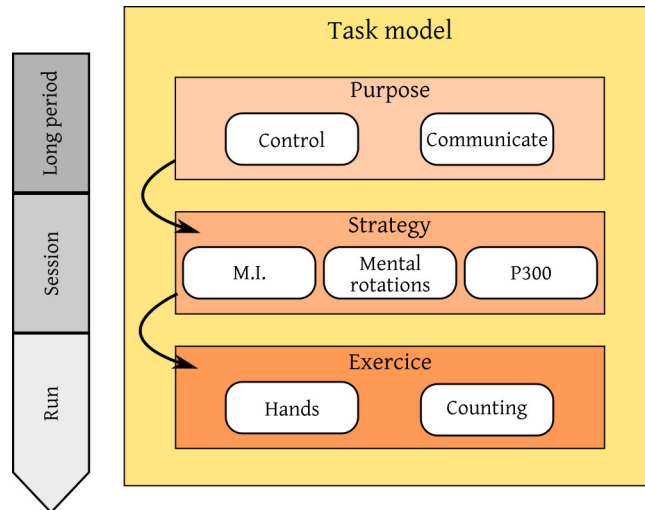 Task model
Long period
Purpose
Control
Communicate
Session
Strategy
M.I.
Mental
rotations
P300
Run
Exercice
Hands
Counting